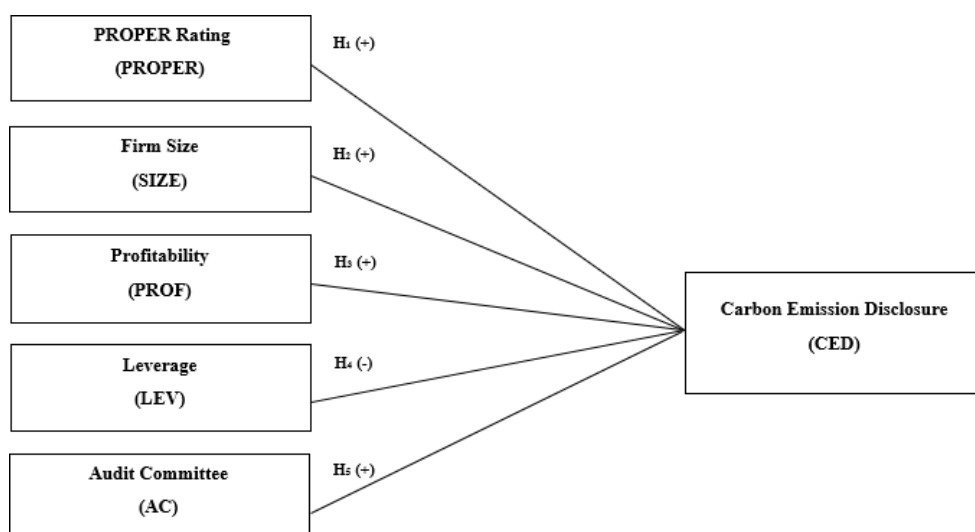 PROPER Rating
(PROPER)
H₁ (+)
Firm Size
(SIZE)
H₂ (+)
Profitability
(PROF)
H₃ (+)
Leverage
(LEV)
H₄ (-)
Audit Committee
(AC)
H₅ (+)
Carbon Emission Disclosure
(CED)